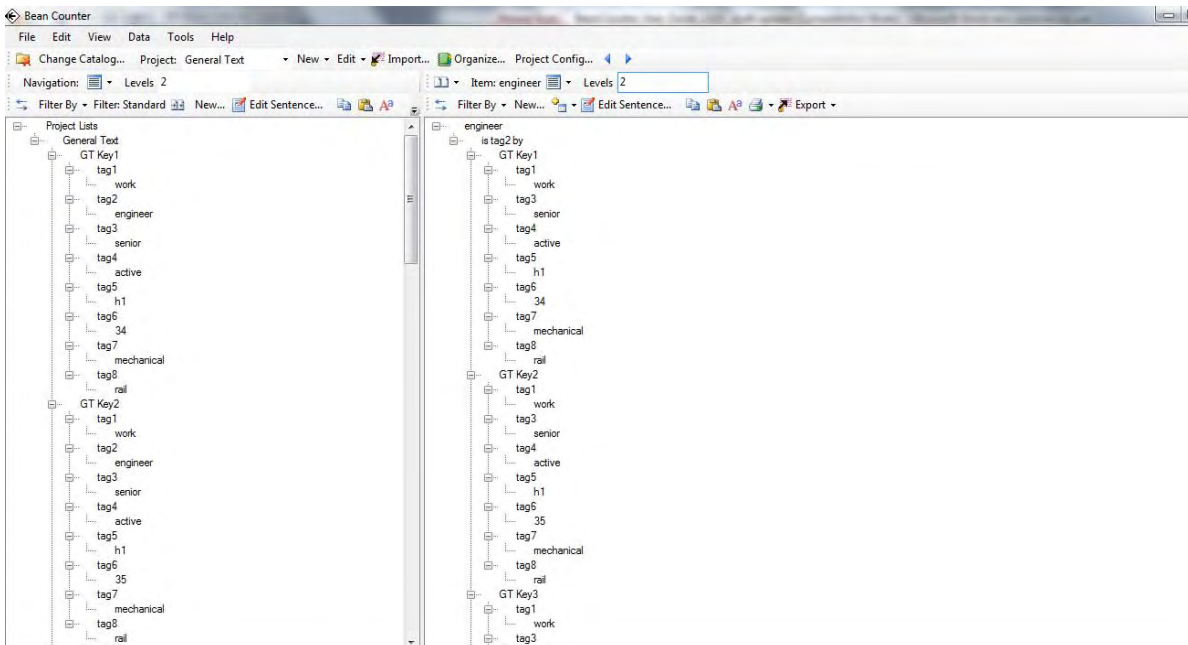 Bean Counter
File Edit View Data Tools Help
Change Catalog... Project: General Text New Edit Import... Organize... Project Config...
Navigation: Levels 2
Item: engineer Levels 2
Filter By Filter: Standard New... Edit Sentence... Aa
Filter By New... Edit Sentence... Aa Export
Project Lists
General Text
GT Key1
tag1
work
tag2
engineer
tag3
senior
tag4
active
tag5
h1
tag6
34
tag7
mechanical
tag8
rail
GT Key2
tag1
work
tag2
engineer
tag3
senior
tag4
active
tag5
h1
tag6
35
tag7
mechanical
tag8
rail
engineer
is tag2 by
GT Key1
tag1
work
tag3
senior
tag4
active
tag5
h1
tag6
34
tag7
mechanical
tag8
rail
GT Key2
tag1
work
tag3
senior
tag4
active
tag5
h1
tag6
35
tag7
mechanical
tag8
rail
GT Key3
tag1
work
tag3